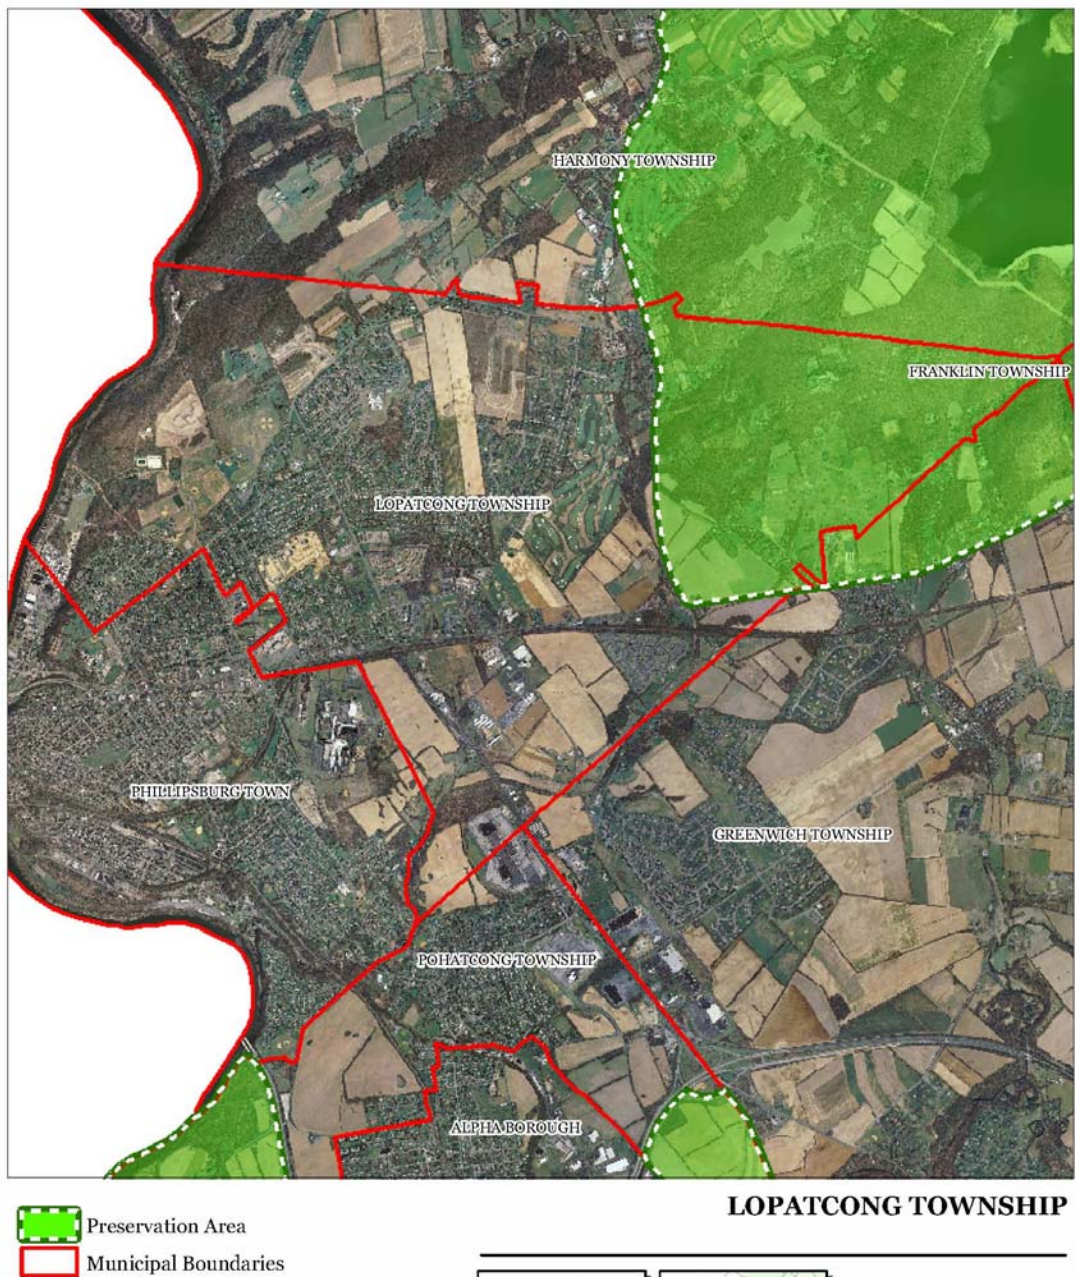 HARMONY TOWNSHIP
FRANKLIN TOWNSHIP
LOPATCONG TOWNSHIP
PHILLIPSBURG TOWN
GREENWICH TOWNSHIP
POHATCONG TOWNSHIP
ALPHA BOROUGH
LOPATCONG TOWNSHIP
Preservation Area
Municipal Boundaries